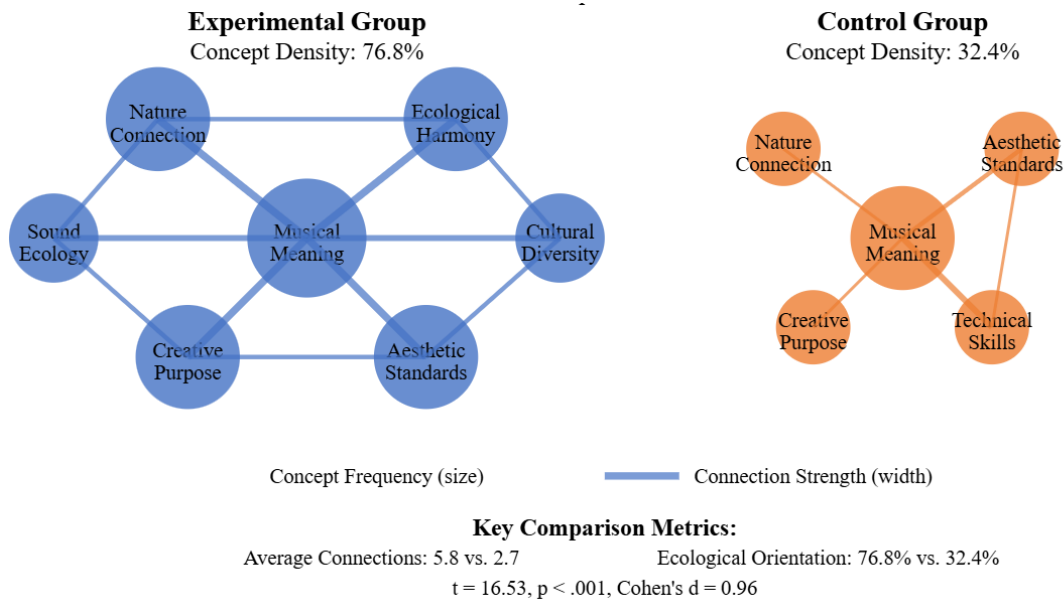 Experimental Group
Concept Density: 76.8%
Control Group
Concept Density: 32.4%
Nature
Connection
Ecological
Harmony
Sound
Ecology
Musical
Meaning
Cultural
Diversity
Creative
Purpose
Aesthetic
Standards
Nature
Connection
Aesthetic
Standards
Musical
Meaning
Creative
Purpose
Technical
Skills
Concept Frequency (size)
Connection Strength (width)
Key Comparison Metrics:
Average Connections: 5.8 vs. 2.7
Ecological Orientation: 76.8% vs. 32.4%
t = 16.53, p < .001, Cohen's d = 0.96